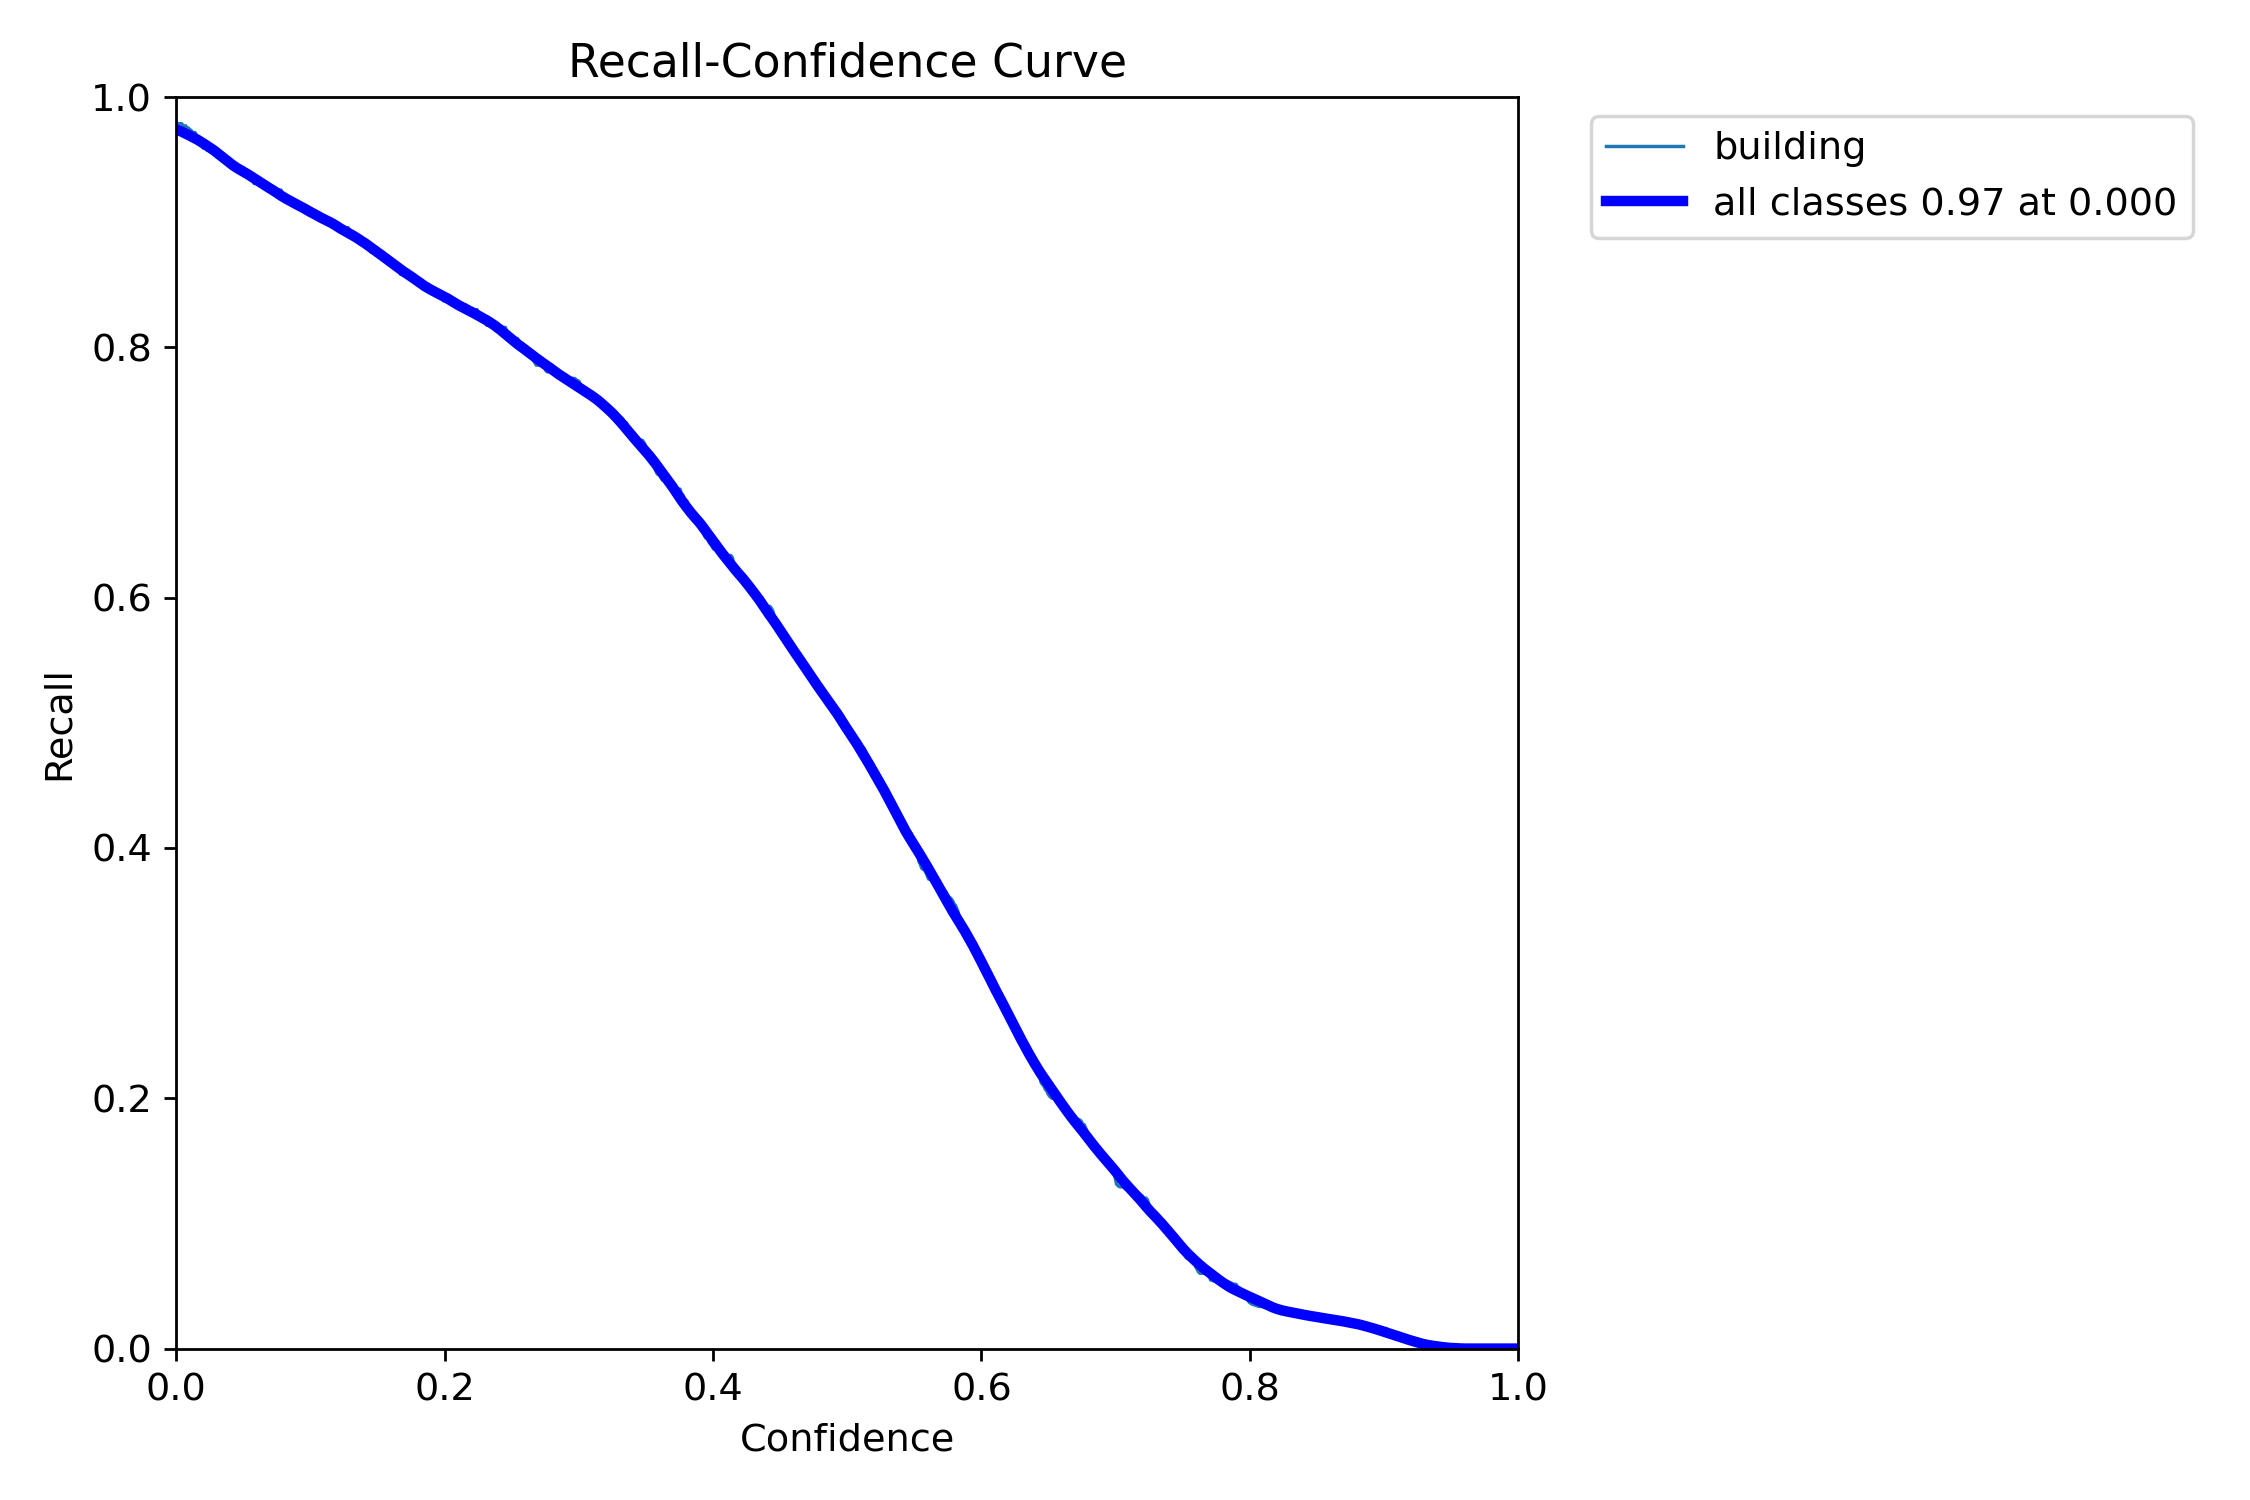 Recall-Confidence Curve
building
all classes 0.97 at 0.000
1.0
0.8
0.6
0.4
0.2
0.0
Recall
0.0 0.2 0.4 0.6 0.8 1.0
Confidence